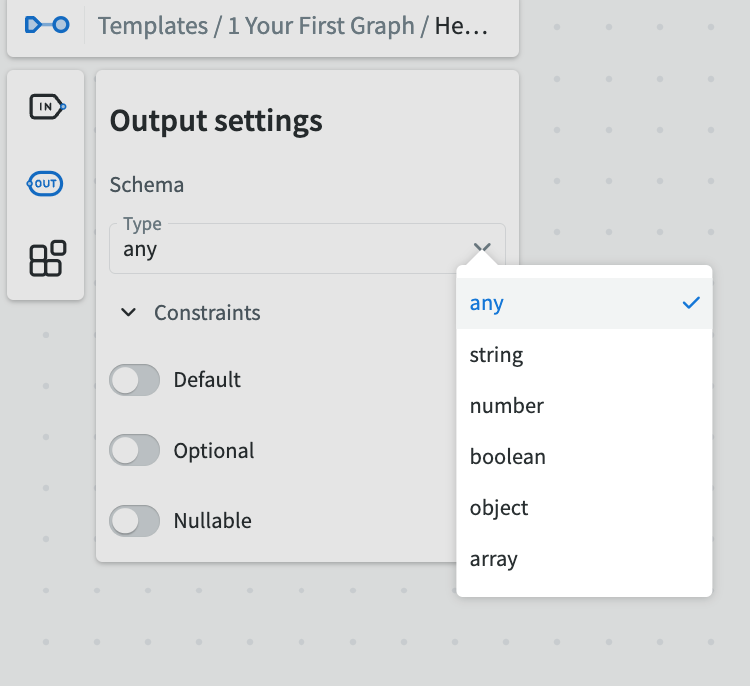 Templates / 1 Your First Graph / He...
IN
OUT
Output settings
Schema
Type
any
Constraints
Default
Optional
Nullable
any
string
number
boolean
object
array